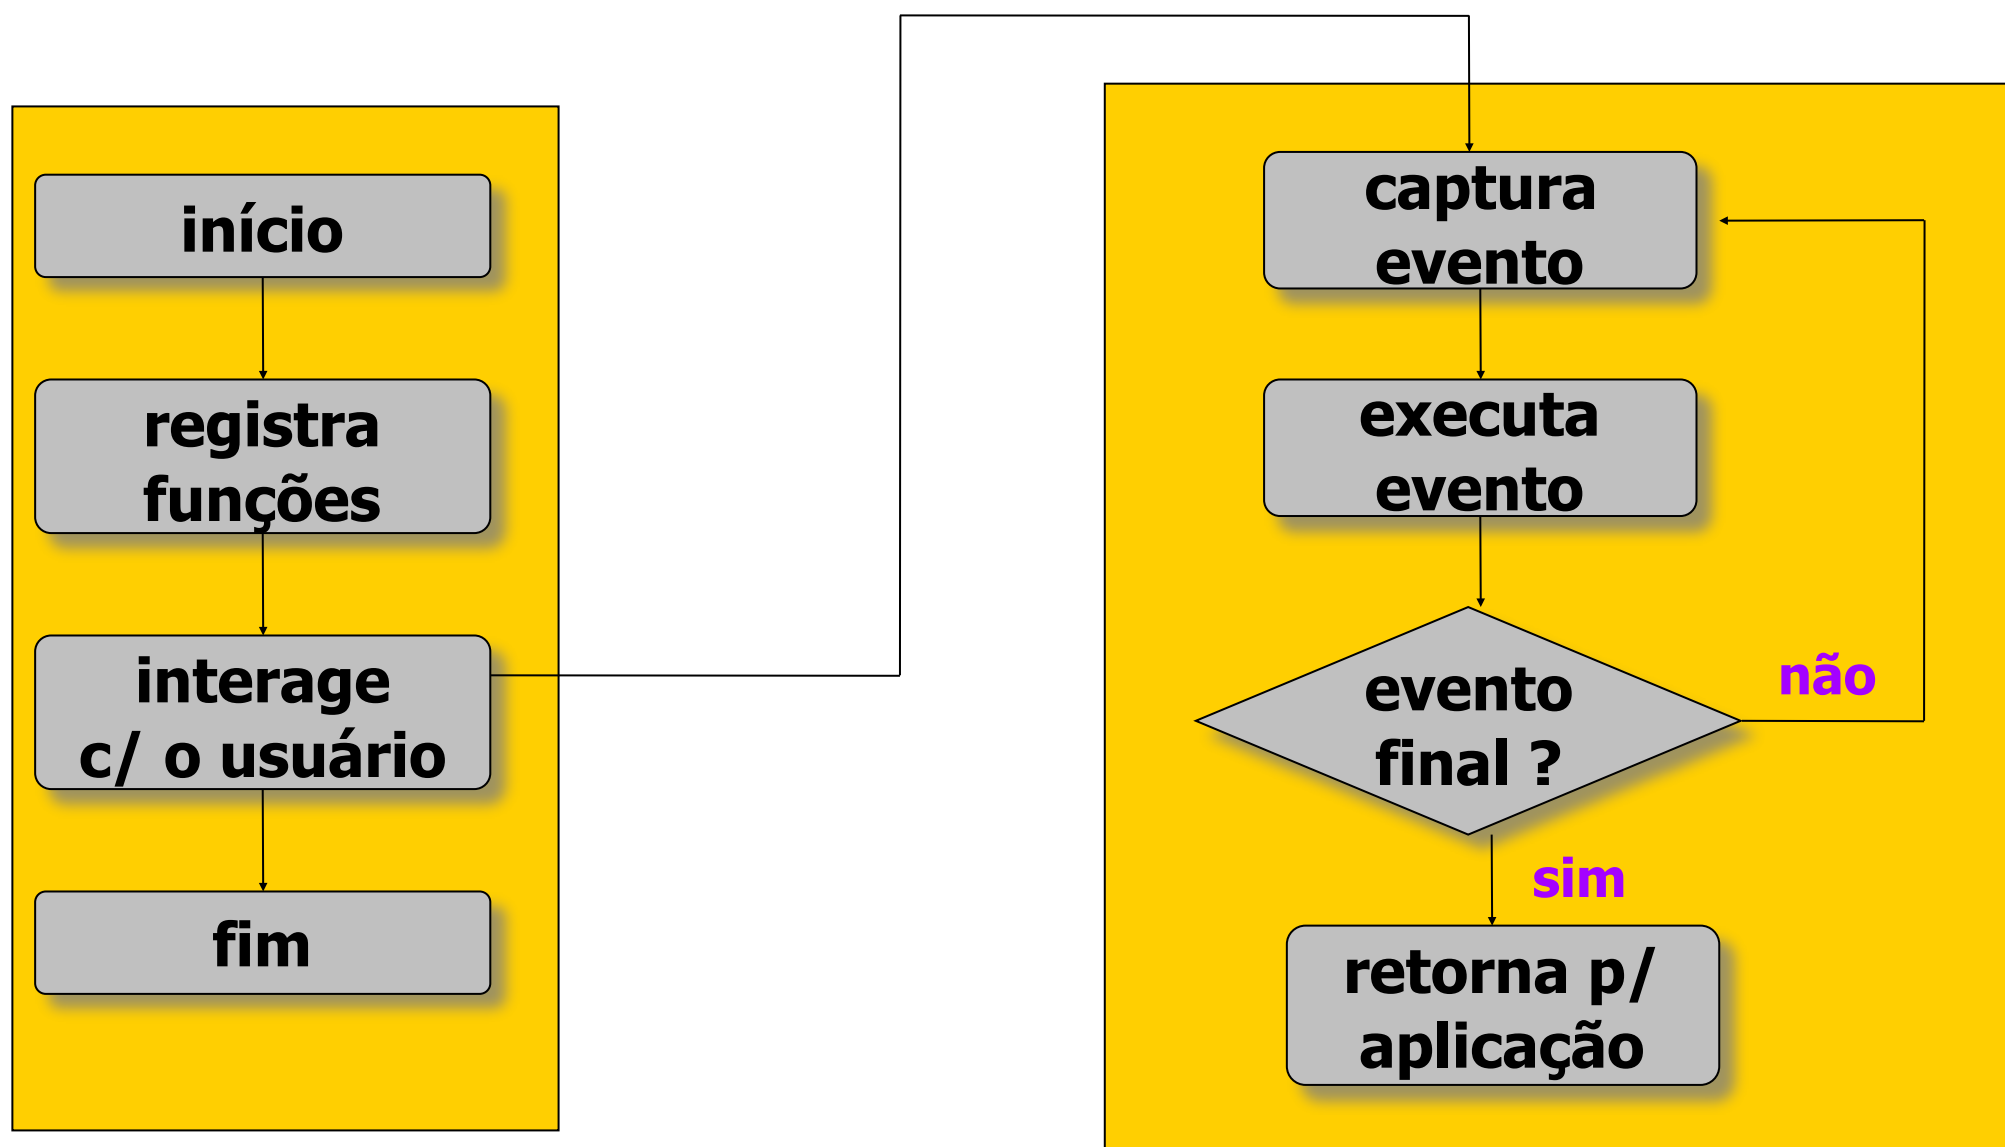 início
registra
funções
interage
c/ o usuário
fim
captura
evento
executa
evento
evento
final ?
não
sim
retorna p/
aplicação